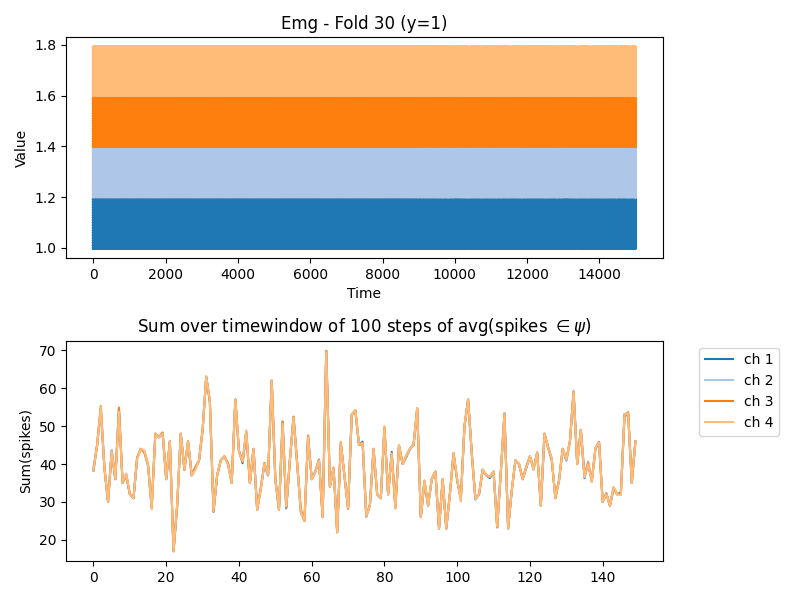 Emg - Fold 30 (y=1)
Value
1.8
1.6
1.4
1.2
1.0
0 2000 4000 6000 8000 10000 12000 14000
Time
Sum over timewindow of 100 steps of avg(spikes ∈ ψ)
Sum(spikes)
70
60
50
40
30
20
0 20 40 60 80 100 120 140
ch 1
ch 2
ch 3
ch 4